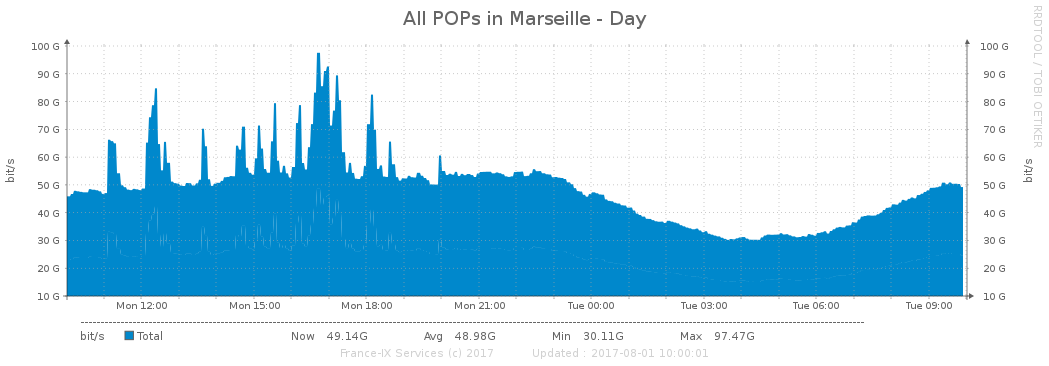 All POPs in Marseille - Day
RRDTOOL / TOBI OETIKER
bit/s
100 G
90 G
80 G
70 G
60 G
50 G
40 G
30 G
20 G
10 G
100 G
90 G
80 G
70 G
60 G
50 G
40 G
30 G
20 G
10 G
bit/s
Mon 12:00 Mon 15:00 Mon 18:00 Mon 21:00 Tue 00:00 Tue 03:00 Tue 06:00 Tue 09:00
bit/s Total Now 49.14G Avg 48.98G Min 30.11G Max 97.47G
France-IX Services (c) 2017 Updated : 2017-08-01 10:00:01